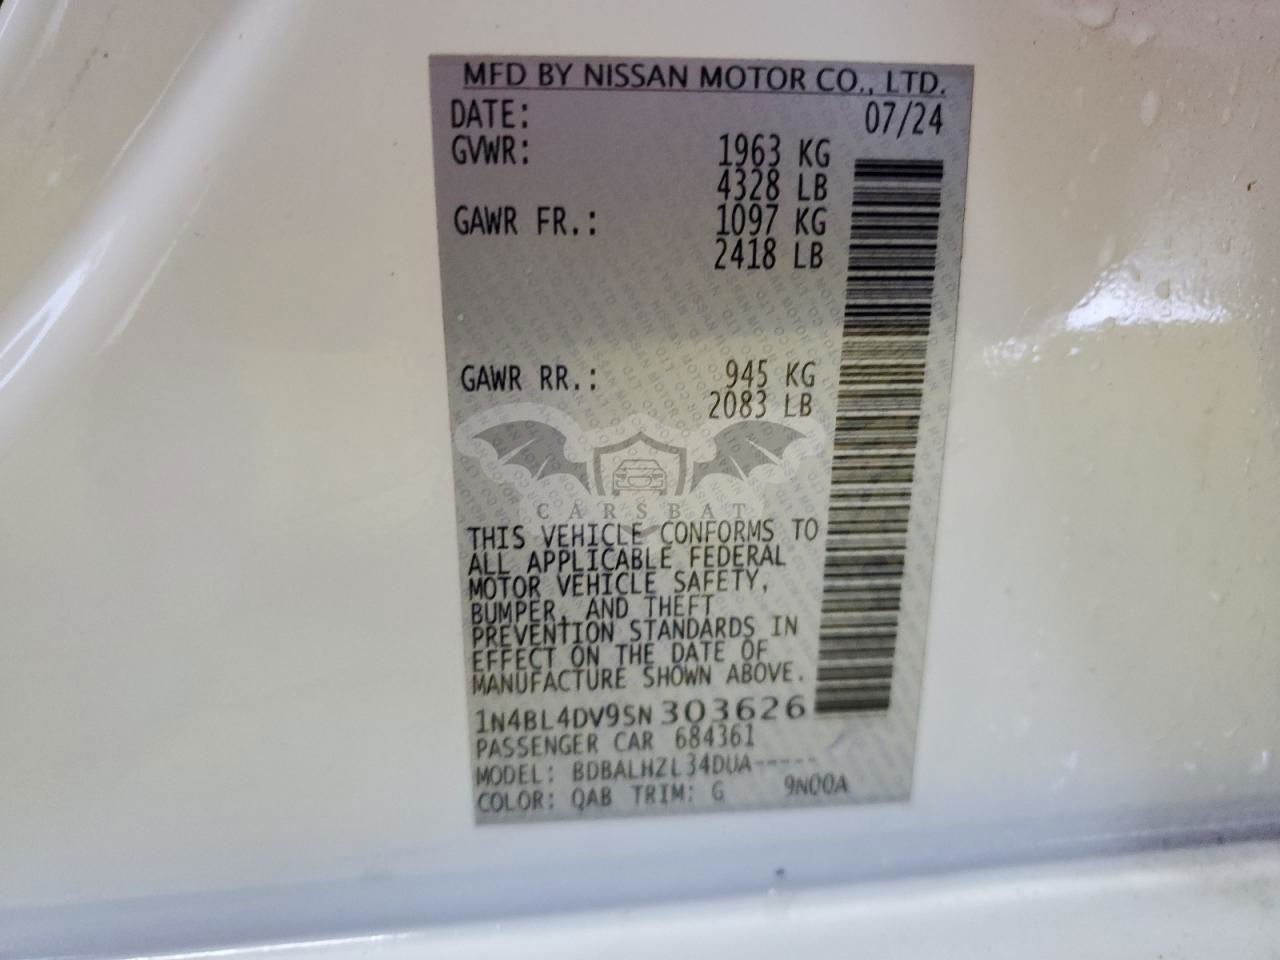 MFD BY NISSAN MOTOR CO., LTD.
DATE: 07/24
GVWR: 1963 KG
4328 LB
GAWR FR.: 1097 KG
2418 LB
GAWR RR.: 945 KG
2083 LB
CARSBAT
THIS VEHICLE CONFORMS TO
ALL APPLICABLE FEDERAL
MOTOR VEHICLE SAFETY,
BUMPER, AND THEFT
PREVENTION STANDARDS IN
EFFECT ON THE DATE OF
MANUFACTURE SHOWN ABOVE.
1N4BL4DV9SN303626
PASSENGER CAR 684361
MODEL: BDBALHZL34DUA-----
COLOR: QAB TRIM: G 9N00A